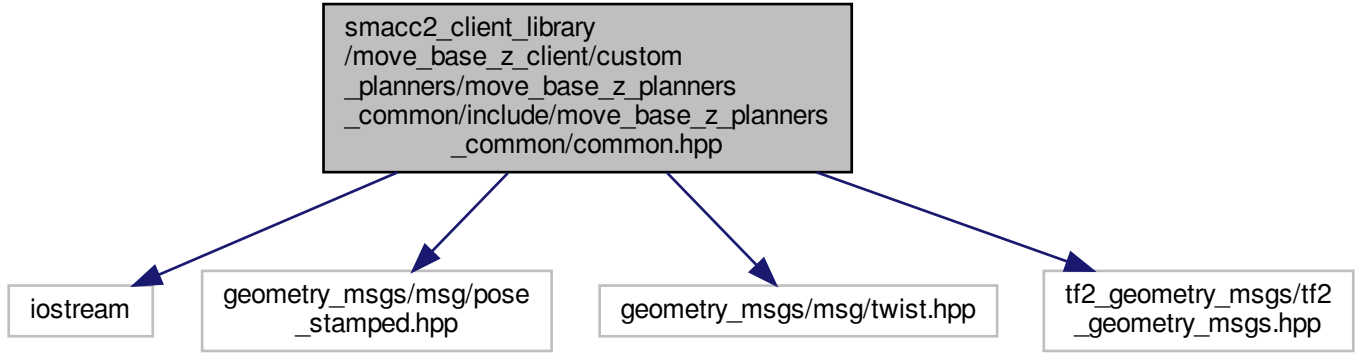 smacc2_client_library
/move_base_z_client/custom
_planners/move_base_z_planners
_common/include/move_base_z_planners
_common/common.hpp
iostream
geometry_msgs/msg/pose
_stamped.hpp
geometry_msgs/msg/twist.hpp
tf2_geometry_msgs/tf2
_geometry_msgs.hpp